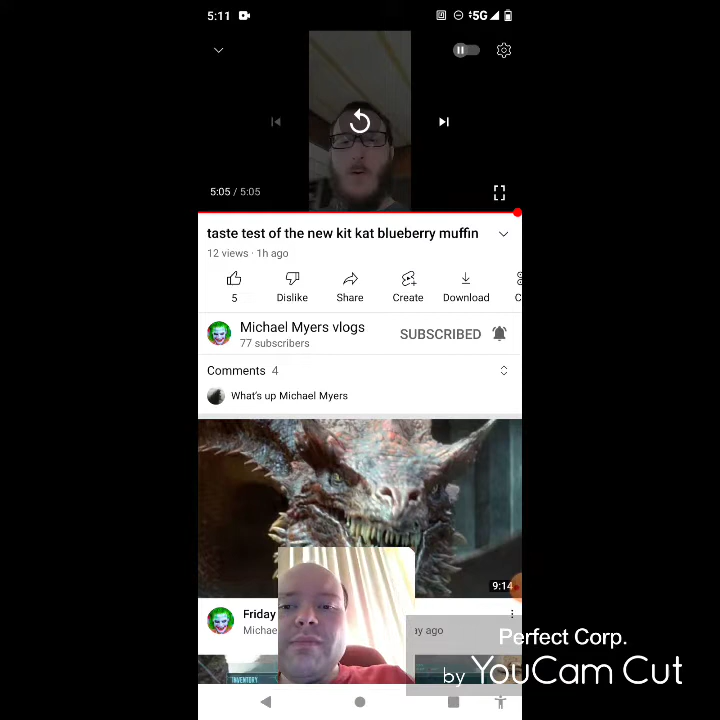 5:11
5G
5:05 / 5:05
taste test of the new kit kat blueberry muffin
12 views · 1h ago
5 Dislike Share Create Download C
Michael Myers vlogs
77 subscribers
SUBSCRIBED
Comments 4
What's up Michael Myers
9:14
Friday
Michae
ay ago
Perfect Corp.
by YouCam Cut
INVENTORY